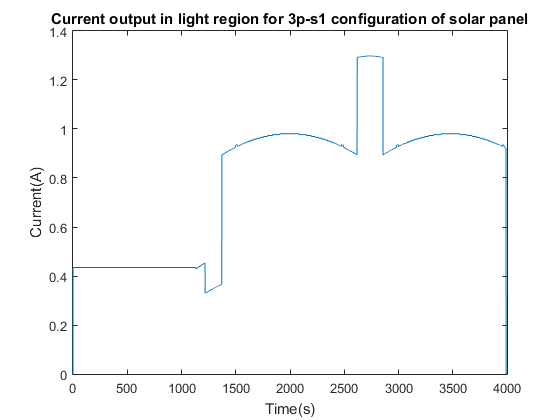 Current output in light region for 3p-s1 configuration of solar panel
1.4
1.2
1
0.8
0.6
0.4
0.2
0
Current(A)
0 500 1000 1500 2000 2500 3000 3500 4000
Time(s)